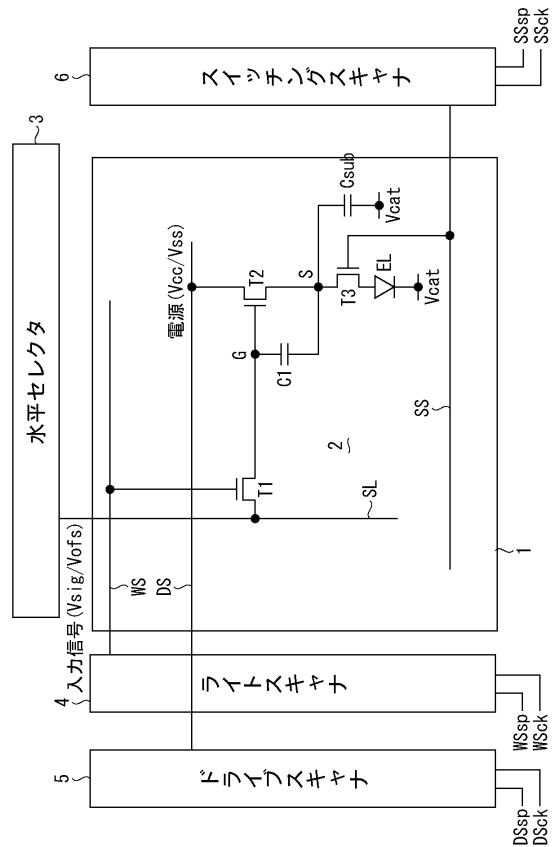 水平セレクタ
3
入力信号(Vsig/Vofs)
電源(Vcc/Vss)
5
ドライブスキャナ
DSsp
DSck
4
ライトスキャナ
WSsp
WSck
WS
DS
SL
T1
G
C1
T2
S
Csub
Vcat
T3
EL
Vcat
2
SS
1
6
スイッチングスキャナ
SSsp
SSck